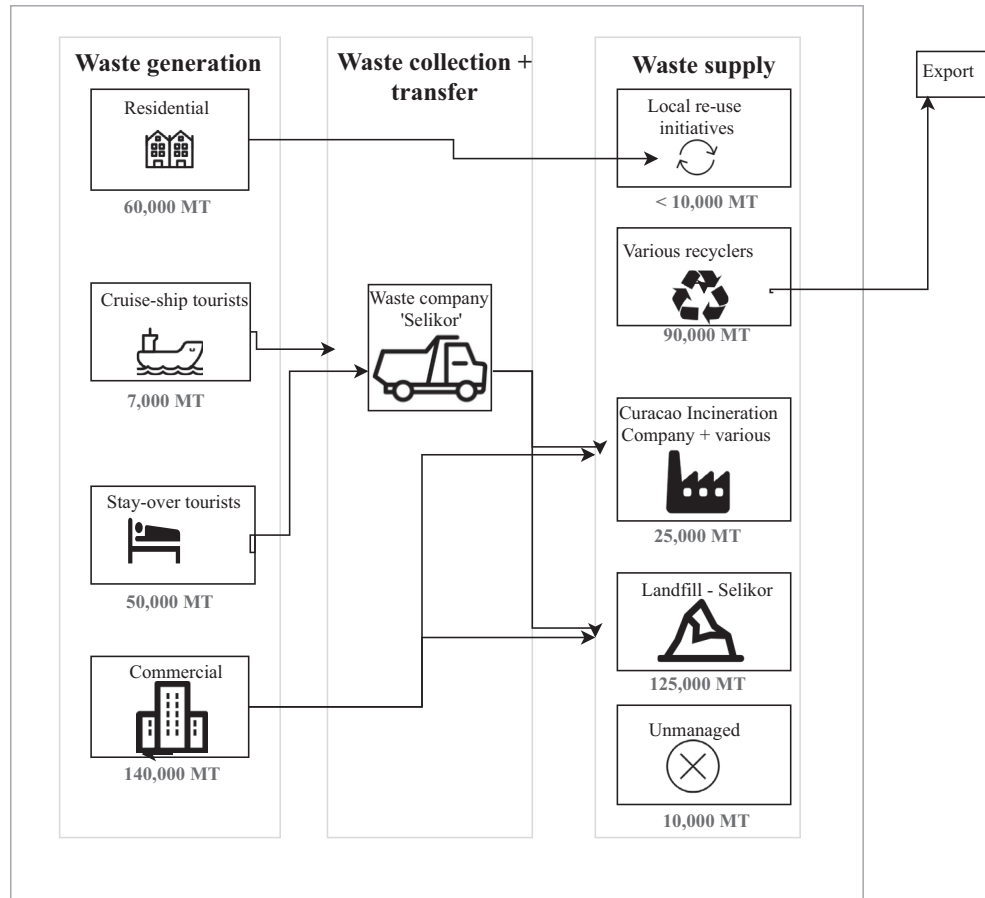 Waste generation
Residential
60,000 MT
Cruise-ship tourists
7,000 MT
Stay-over tourists
50,000 MT
Commercial
140,000 MT
Waste collection +
transfer
Waste company
'Selikor'
Waste supply
Local re-use
initiatives
< 10,000 MT
Various recyclers
90,000 MT
Curacao Incineration
Company + various
25,000 MT
Landfill - Selikor
125,000 MT
Unmanaged
10,000 MT
Export